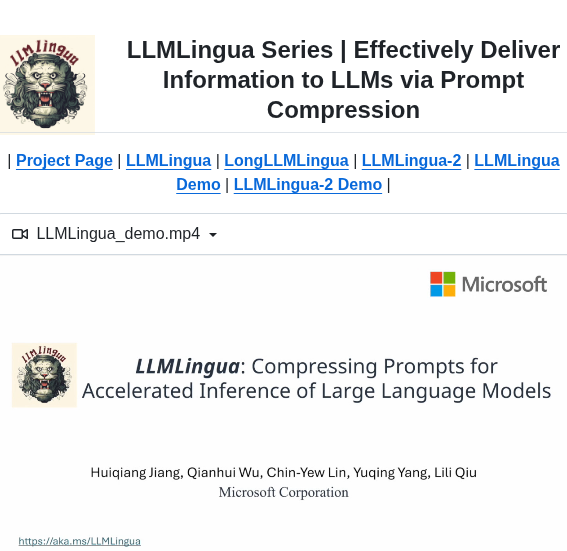 LLMLingua
LLMLingua Series | Effectively Deliver
Information to LLMs via Prompt
Compression
| Project Page | LLMLingua | LongLLMLingua | LLMLingua-2 | LLMLingua
Demo | LLMLingua-2 Demo |
LLMLingua_demo.mp4
Microsoft
LLMLingua
LLMLingua: Compressing Prompts for
Accelerated Inference of Large Language Models
Huiqiang Jiang, Qianhui Wu, Chin-Yew Lin, Yuqing Yang, Lili Qiu
Microsoft Corporation
https://aka.ms/LLMLingua